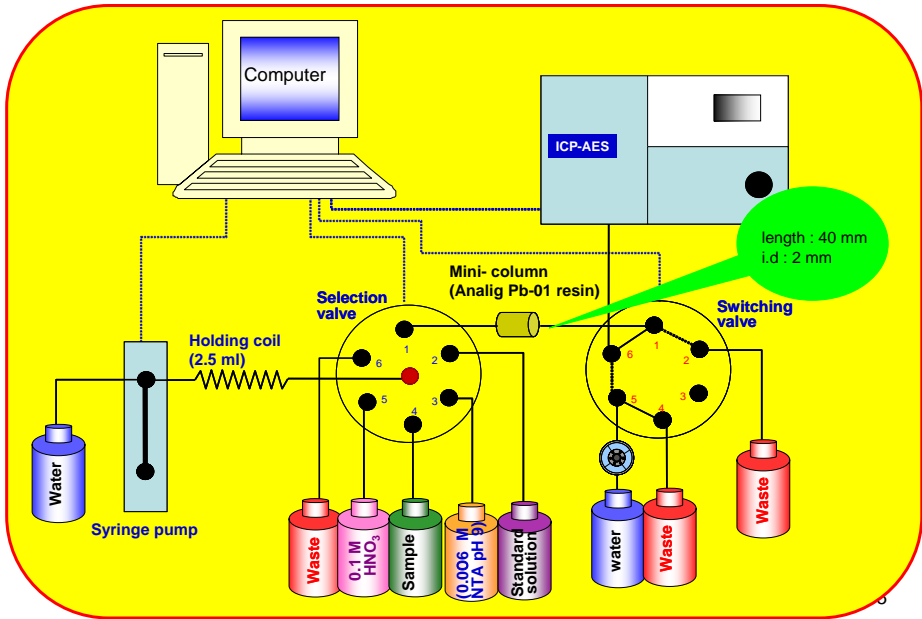 Computer
ICP-AES
length : 40 mm
i.d : 2 mm
Mini- column
(Analig Pb-01 resin)
Selection
valve
Switching
valve
Holding coil
(2.5 ml)
1
2
3
4
5
6
1
2
3
4
5
6
Water
Syringe pump
Waste
0.1 M
HNO3
Sample
(0.006 M
NTA pH 9)
Standard
solution
water
Waste
Waste